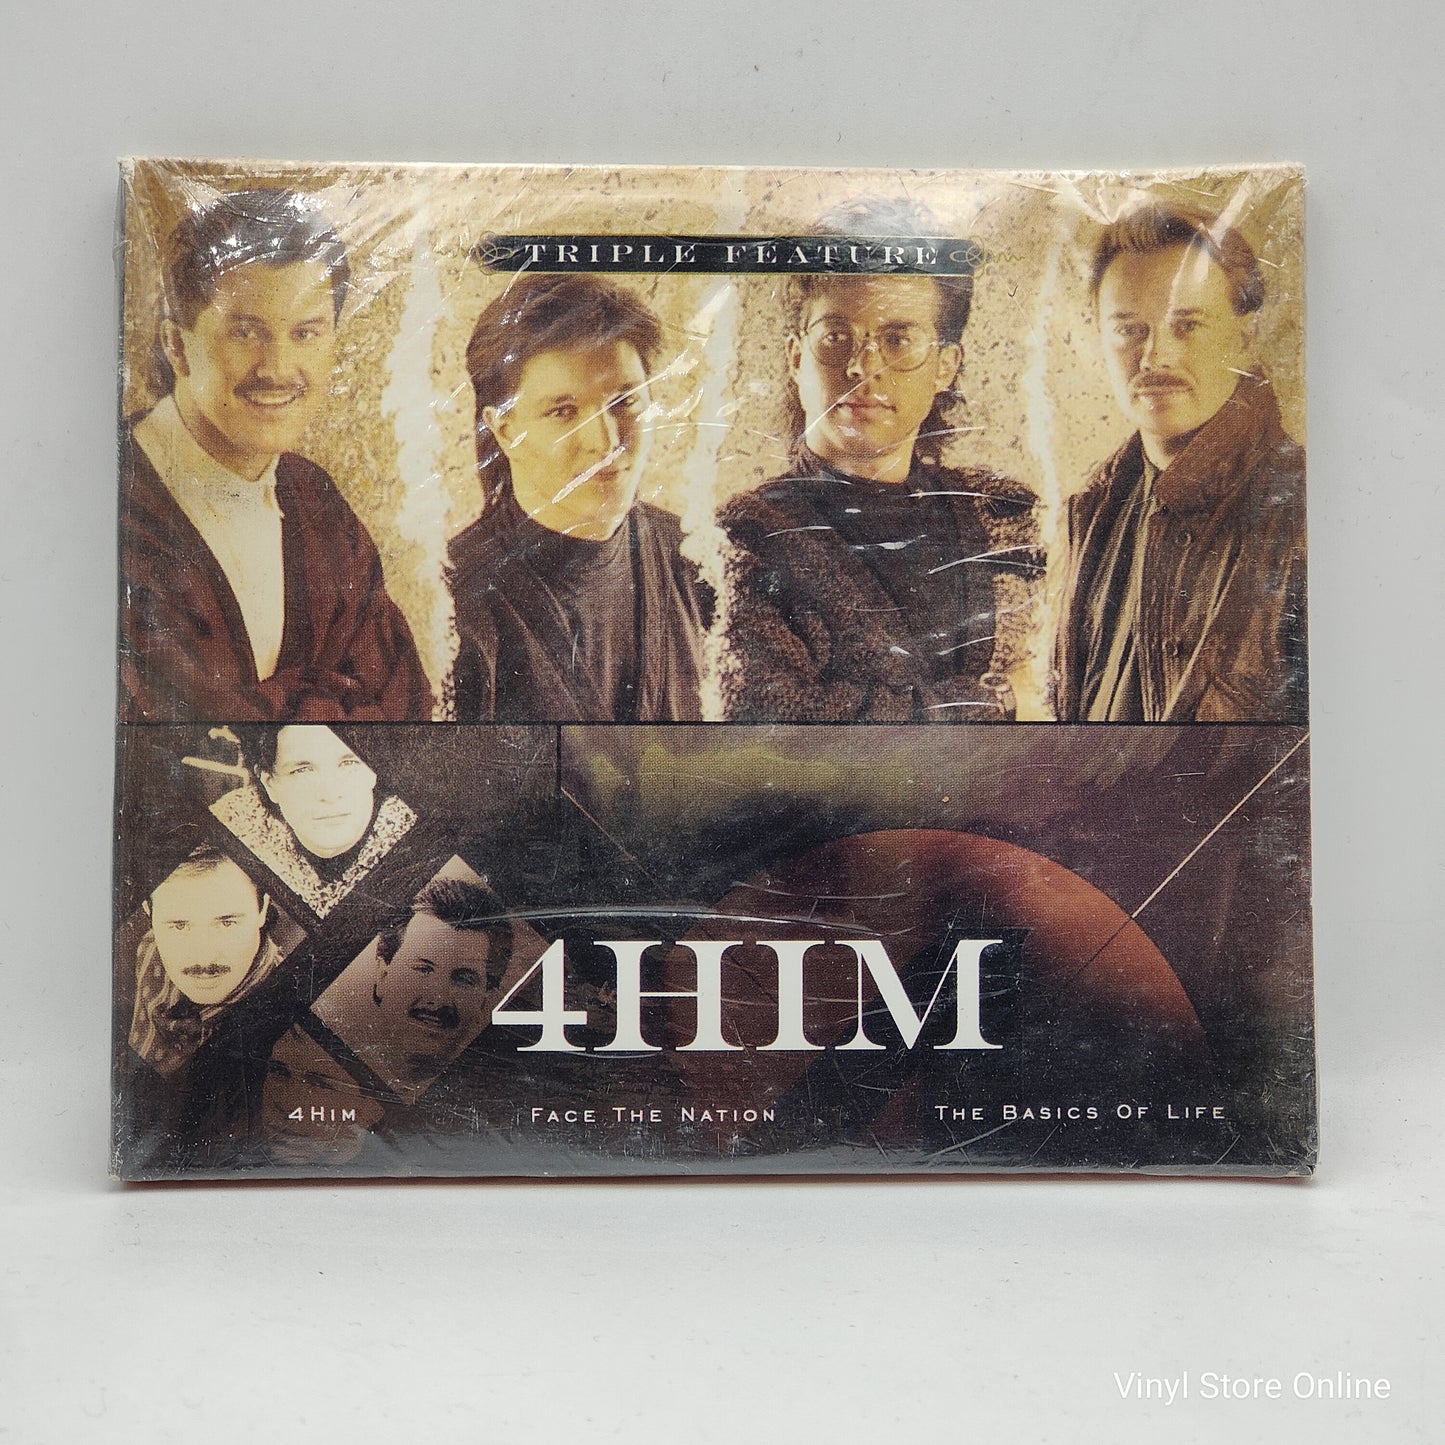 TRIPLE FEATURE
4HIM
4HIM
FACE THE NATION
THE BASICS OF LIFE
Vinyl Store Online